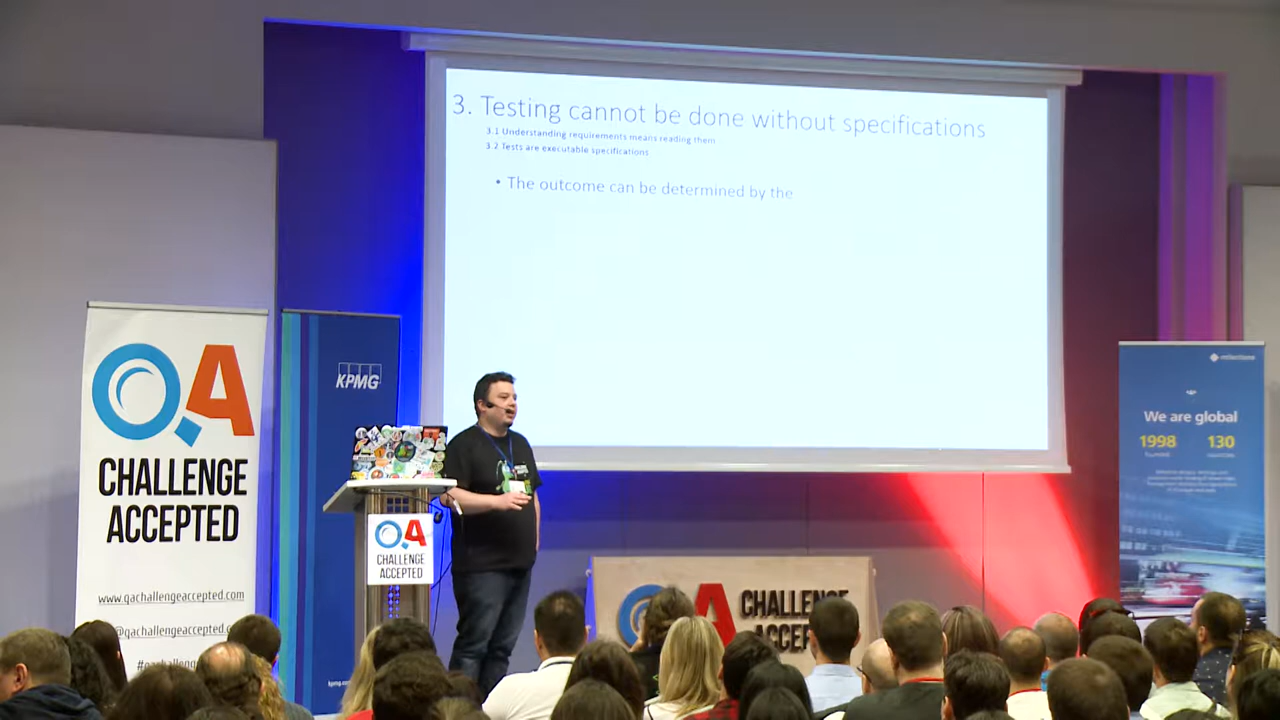 3. Testing cannot be done without specifications
3.1 Understanding requirements means reading them
3.2 Tests are executable specifications
• The outcome can be determined by the
QA
CHALLENGE
ACCEPTED
www.qachallengeaccepted.com
@qachallengeaccepted.
KPMG
QA
CHALLENGE
ACCEPTED
QA
CHALLENGE
We are global
1998
130